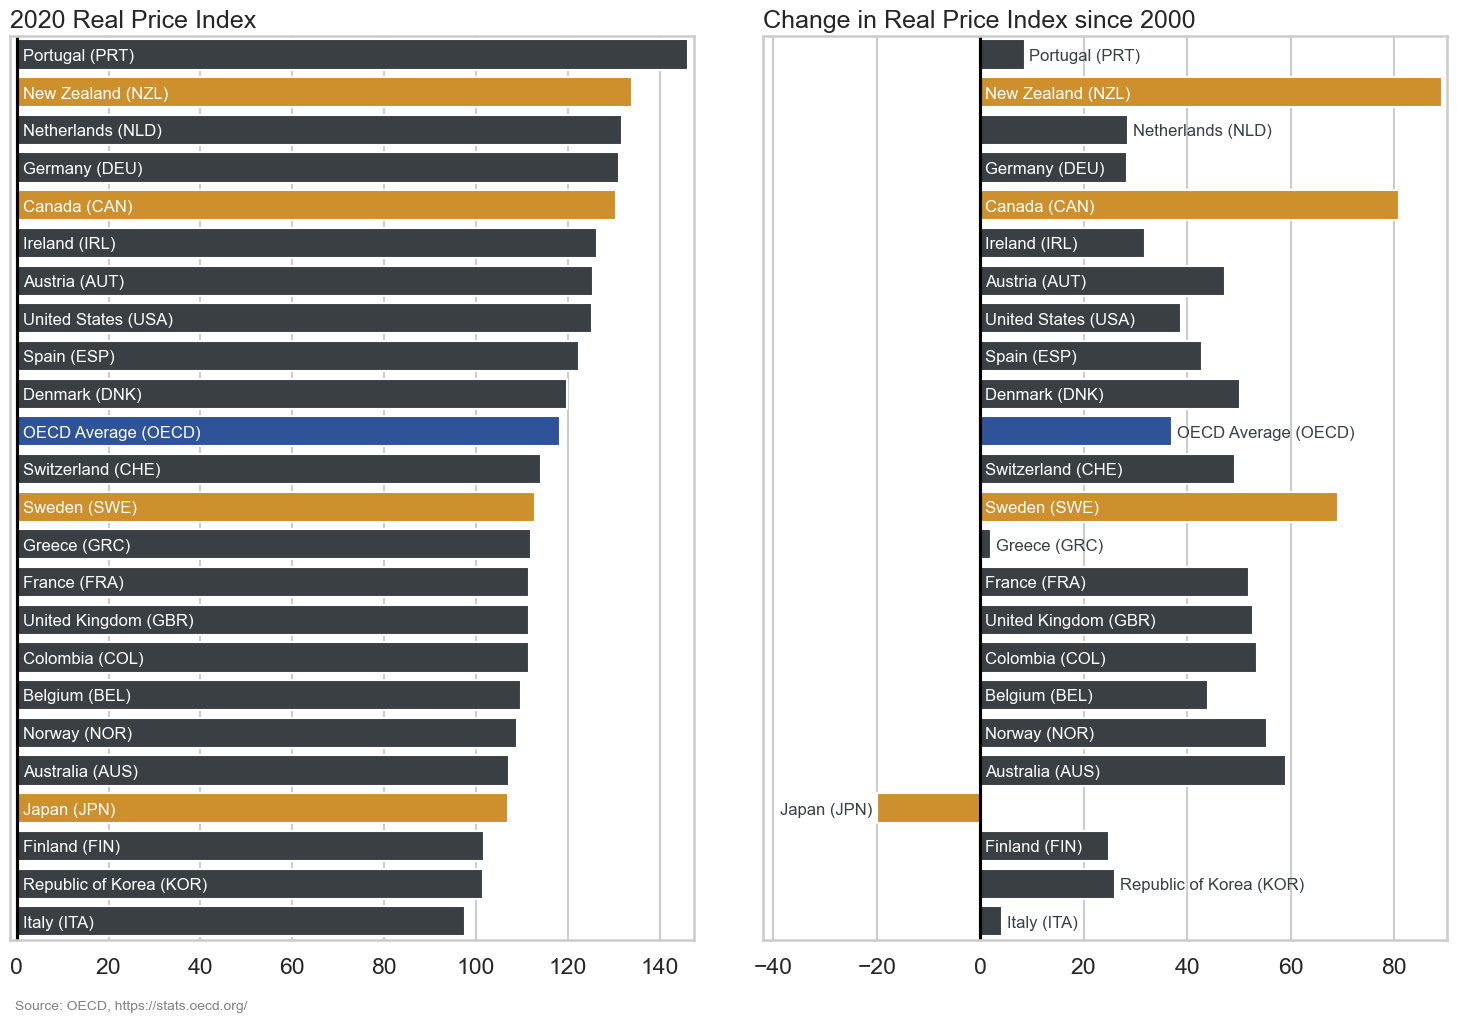 2020 Real Price Index
Portugal (PRT)
New Zealand (NZL)
Netherlands (NLD)
Germany (DEU)
Canada (CAN)
Ireland (IRL)
Austria (AUT)
United States (USA)
Spain (ESP)
Denmark (DNK)
OECD Average (OECD)
Switzerland (CHE)
Sweden (SWE)
Greece (GRC)
France (FRA)
United Kingdom (GBR)
Colombia (COL)
Belgium (BEL)
Norway (NOR)
Australia (AUS)
Japan (JPN)
Finland (FIN)
Republic of Korea (KOR)
Italy (ITA)
0 20 40 60 80 100 120 140
Change in Real Price Index since 2000
Portugal (PRT)
New Zealand (NZL)
Netherlands (NLD)
Germany (DEU)
Canada (CAN)
Ireland (IRL)
Austria (AUT)
United States (USA)
Spain (ESP)
Denmark (DNK)
OECD Average (OECD)
Switzerland (CHE)
Sweden (SWE)
Greece (GRC)
France (FRA)
United Kingdom (GBR)
Colombia (COL)
Belgium (BEL)
Norway (NOR)
Australia (AUS)
Japan (JPN)
Finland (FIN)
Republic of Korea (KOR)
Italy (ITA)
−40 −20 0 20 40 60 80
Source: OECD, https://stats.oecd.org/